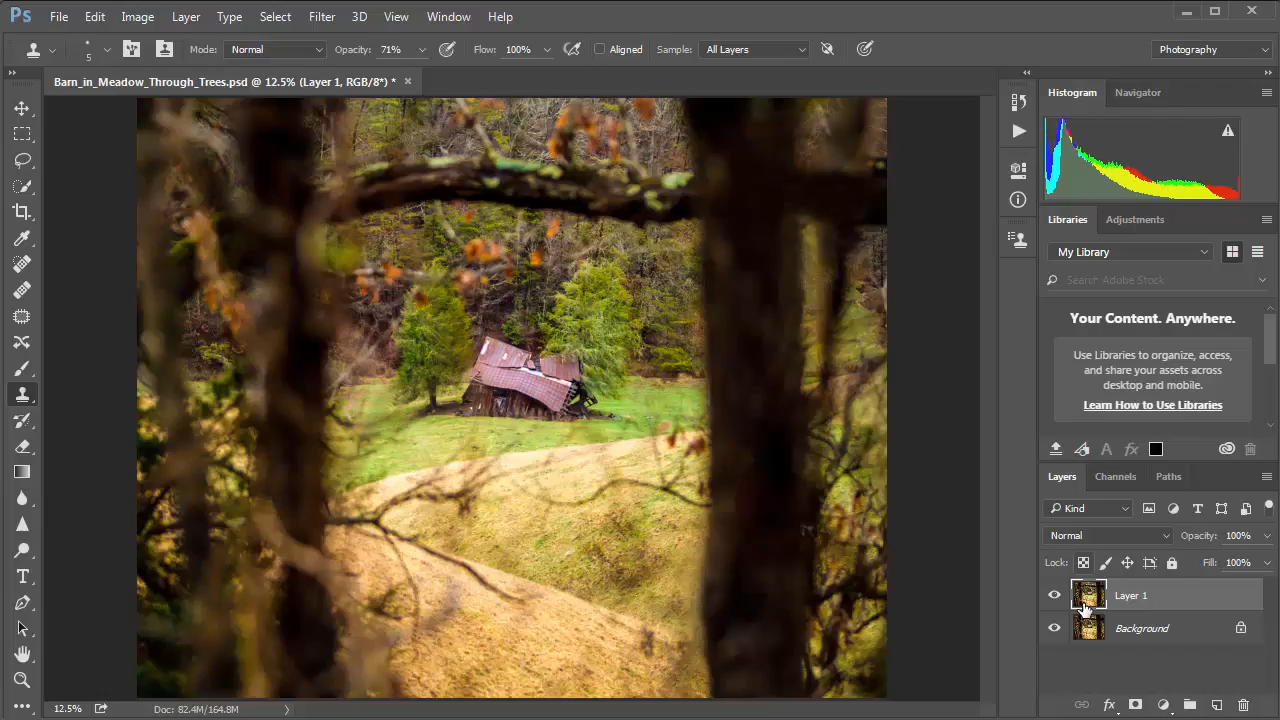 Ps File Edit Image Layer Type Select Filter 3D View Window Help
5 Mode: Normal Opacity: 71% Flow: 100% Aligned Sample: All Layers Photography
Barn_in_Meadow_Through_Trees.psd @ 12.5% (Layer 1, RGB/8*) * ×
Histogram Navigator
Libraries Adjustments
My Library
Search Adobe Stock
Your Content. Anywhere.
Use Libraries to organize, access,
and share your assets across
desktop and mobile.
Learn How to Use Libraries
Layers Channels Paths
Kind
Normal Opacity: 100%
Lock: Fill: 100%
Layer 1
Background
12.5% Doc: 82.4M/164.8M